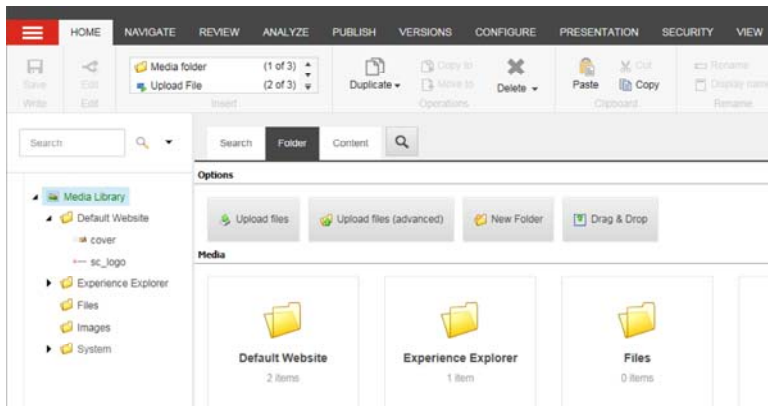 HOME NAVIGATE REVIEW ANALYZE PUBLISH VERSIONS CONFIGURE PRESENTATION SECURITY VIEW
Save Edit Media folder (1 of 3) Duplicate Copy to Delete Paste Cut Rename
Upload File (2 of 3) Move to Copy Display name
Write Edit Insert Operations Clipboard Rename
Search Search Folder Content
Options
Media Library
Default Website
Upload files Upload files (advanced) New Folder Drag & Drop
cover
sc_logo
Media
Experience Explorer
Files
Images
System
Default Website Experience Explorer Files
2 items 1 item 0 items